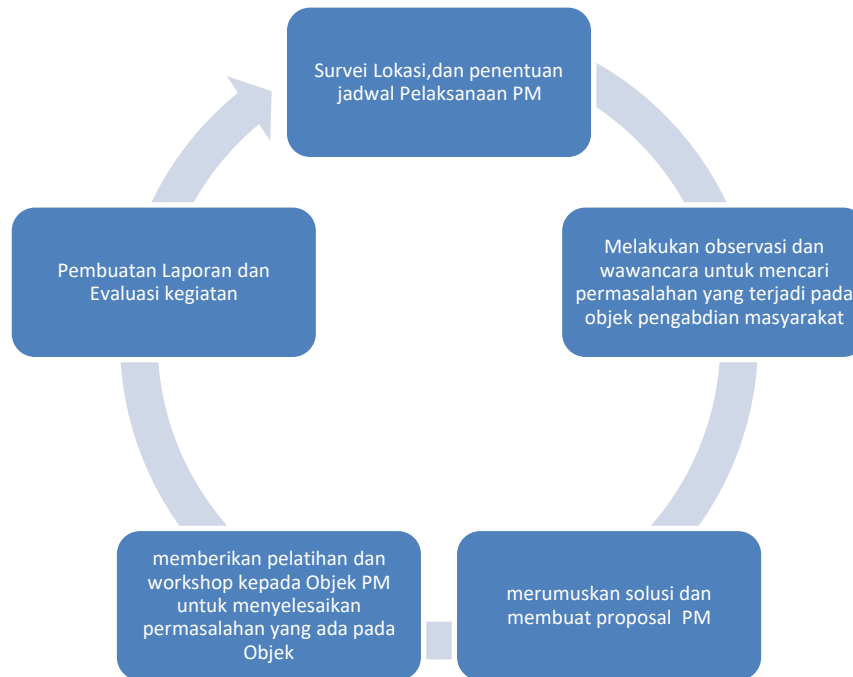 Survei Lokasi,dan penentuan
jadwal Pelaksanaan PM
Melakukan observasi dan
wawancara untuk mencari
permasalahan yang terjadi pada
objek pengabdian masyarakat
merumuskan solusi dan
membuat proposal  PM
memberikan pelatihan dan
workshop kepada Objek PM
untuk menyelesaikan
permasalahan yang ada pada
Objek
Pembuatan Laporan dan
Evaluasi kegiatan